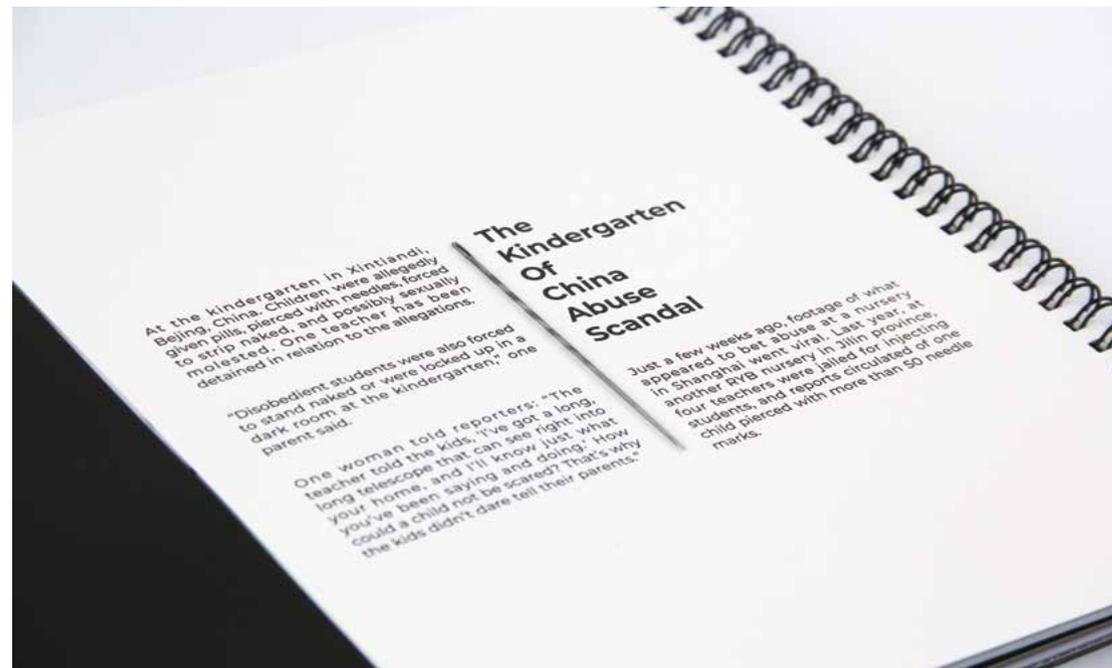 At the kindergarten in Xintiandi,
Bejing, China. Children were allegedly
given pills, pierced with needles, forced
to strip naked, and possibly sexually
molested. One teacher has been
detained in relation to the allegations.
"Disobedient students were also forced
to stand naked or were locked up in a
dark room at the kindergarten," one
parent said.
One woman told reporters: "The
teacher told the kids, 'I've got a long,
long telescope that can see right into
your home, and I'll know just what
you've been saying and doing.' How
could a child not be scared? That's why
the kids didn't dare tell their parents."
The
Kindergarten
Of
China
Abuse
Scandal
Just a few weeks ago, footage of what
appeared to bet abuse at a nursery
in Shanghai went viral. Last year, at
another RYB nursery in Jilin Province,
four teachers were jailed for injecting
students, and reports circulated of one
child pierced with more than 50 needle
marks.